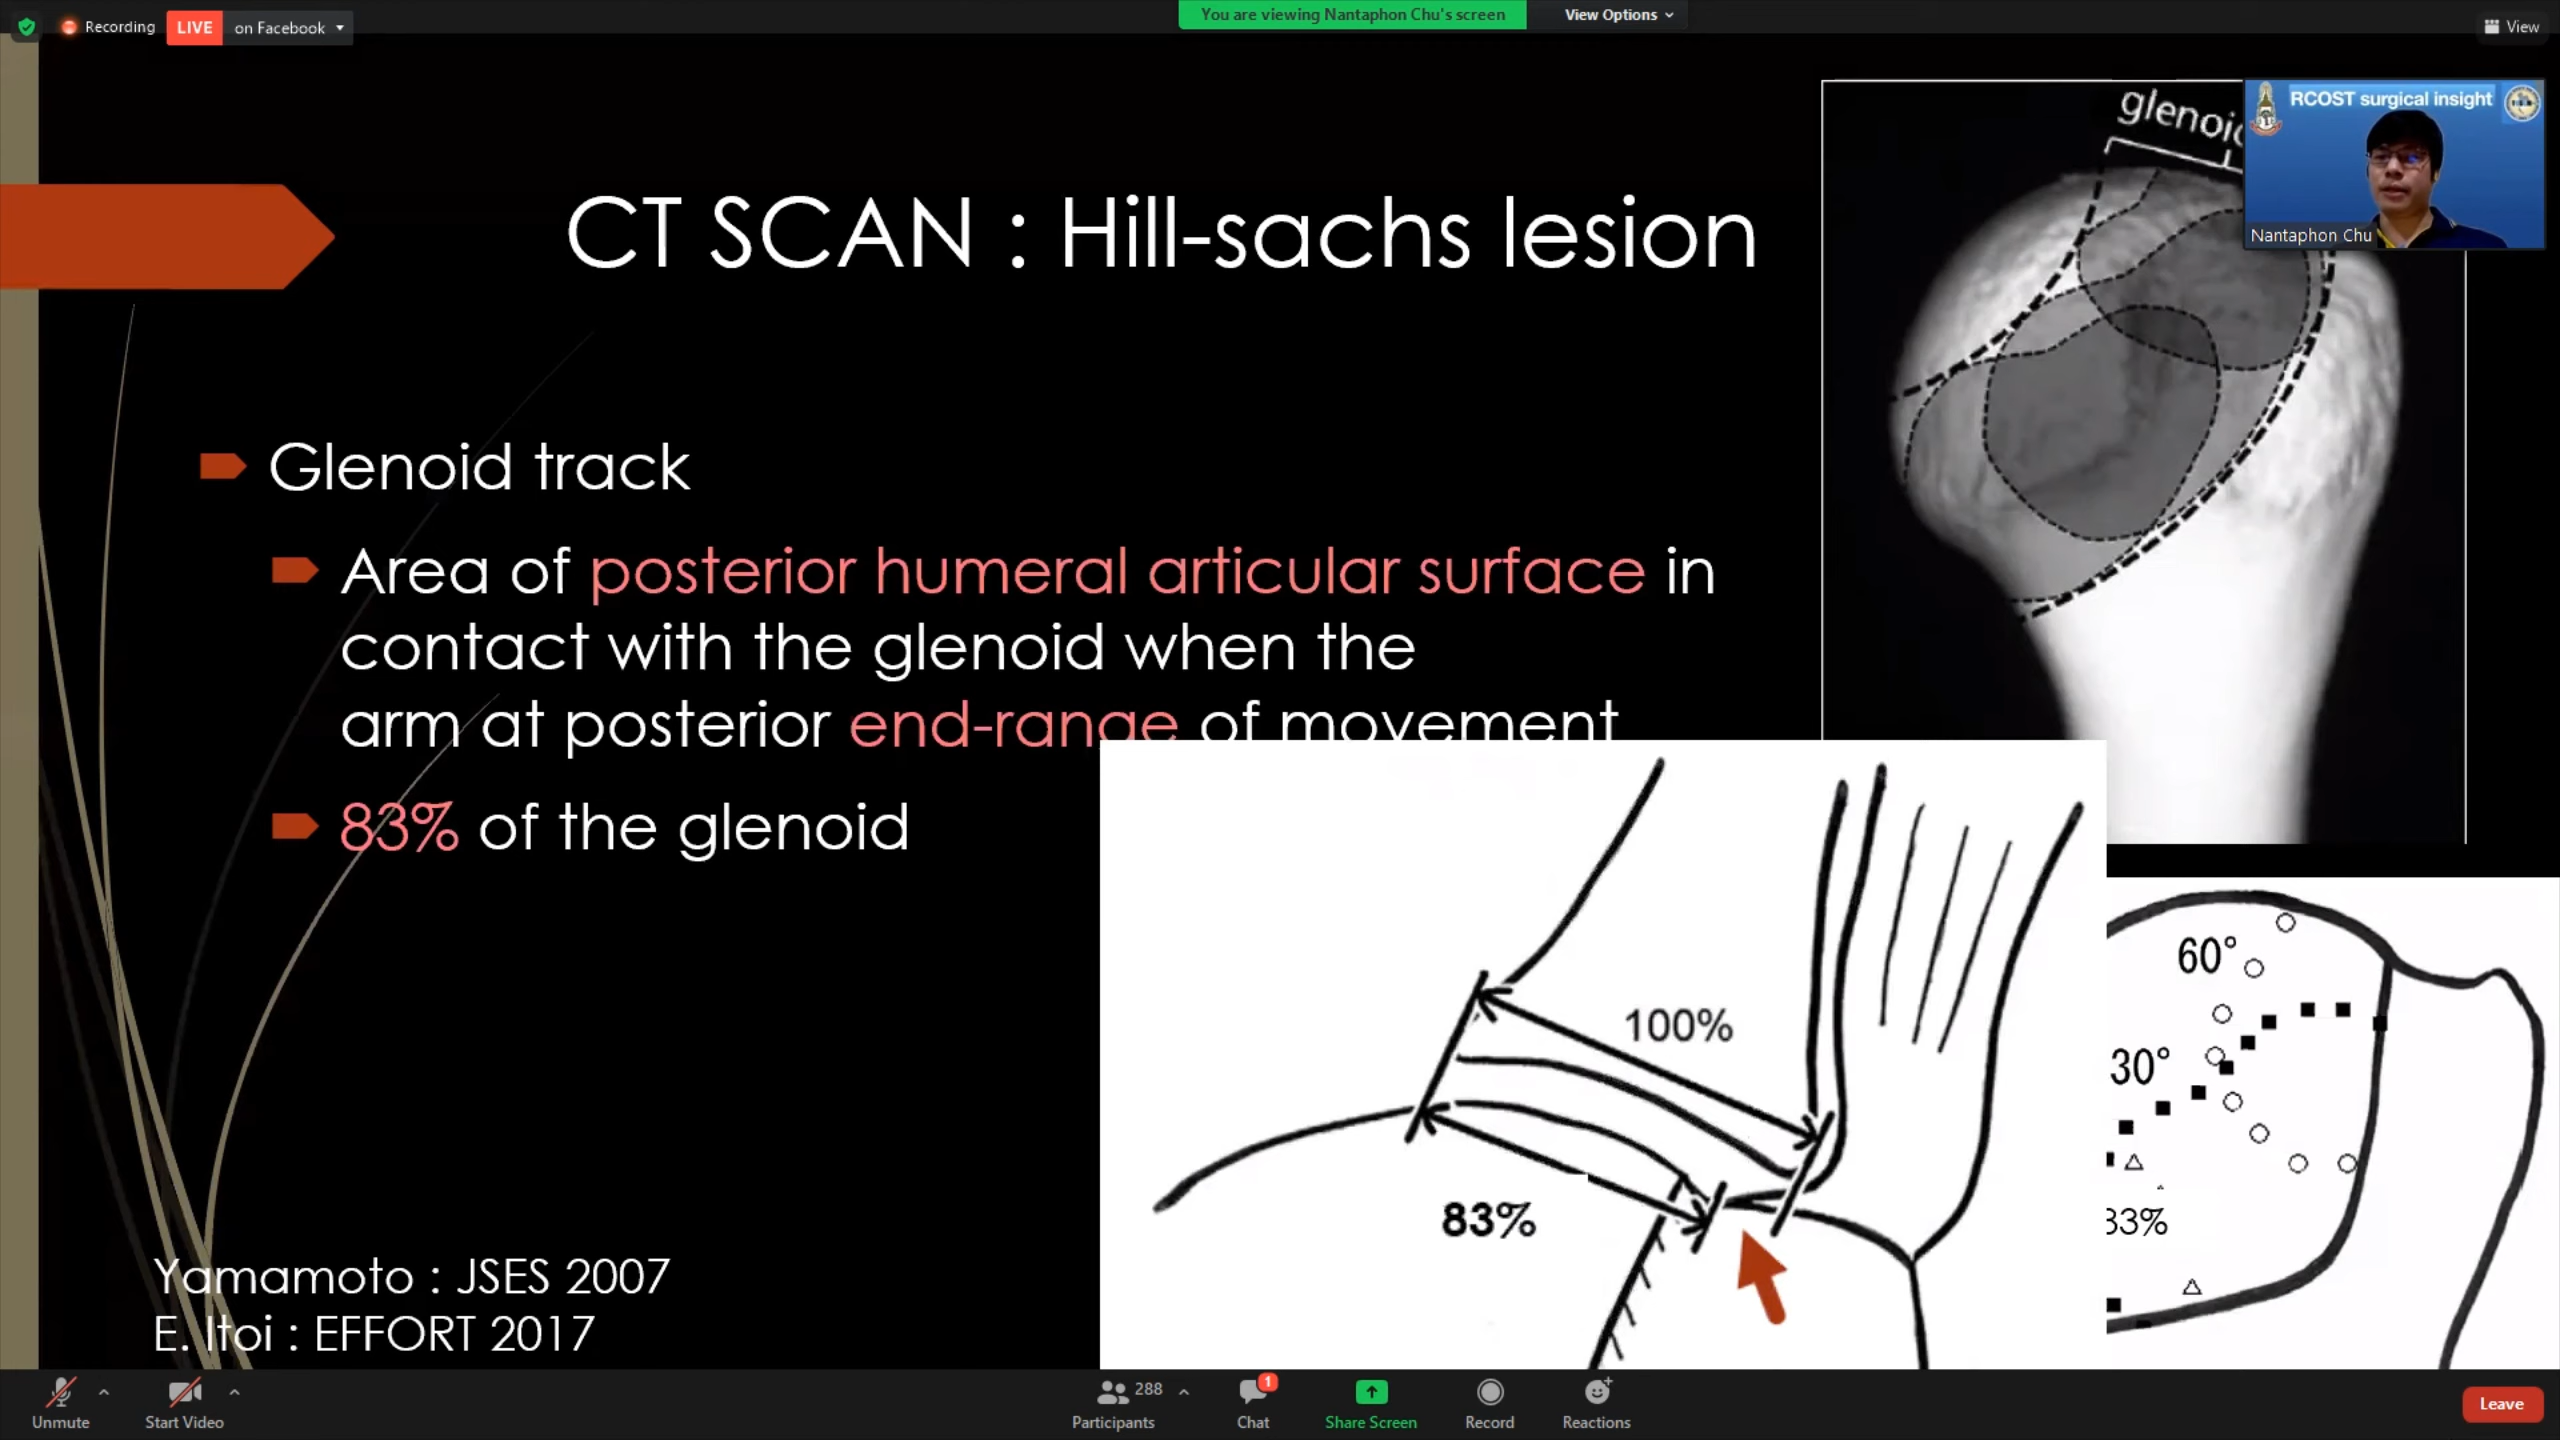 Recording
LIVE
on Facebook
You are viewing Nantaphon Chu's screen
View Options
View
RCOST surgical insight
Nantaphon Chu
CT SCAN : Hill-sachs lesion
Glenoid track
Area of posterior humeral articular surface in
contact with the glenoid when the
arm at posterior end-range of movement
83% of the glenoid
100%
83%
60°
30°
Yamamoto : JSES 2007
E. Itoi : EFFORT 2017
Unmute
Start Video
288
Participants
1
Chat
Share Screen
Record
Reactions
Leave